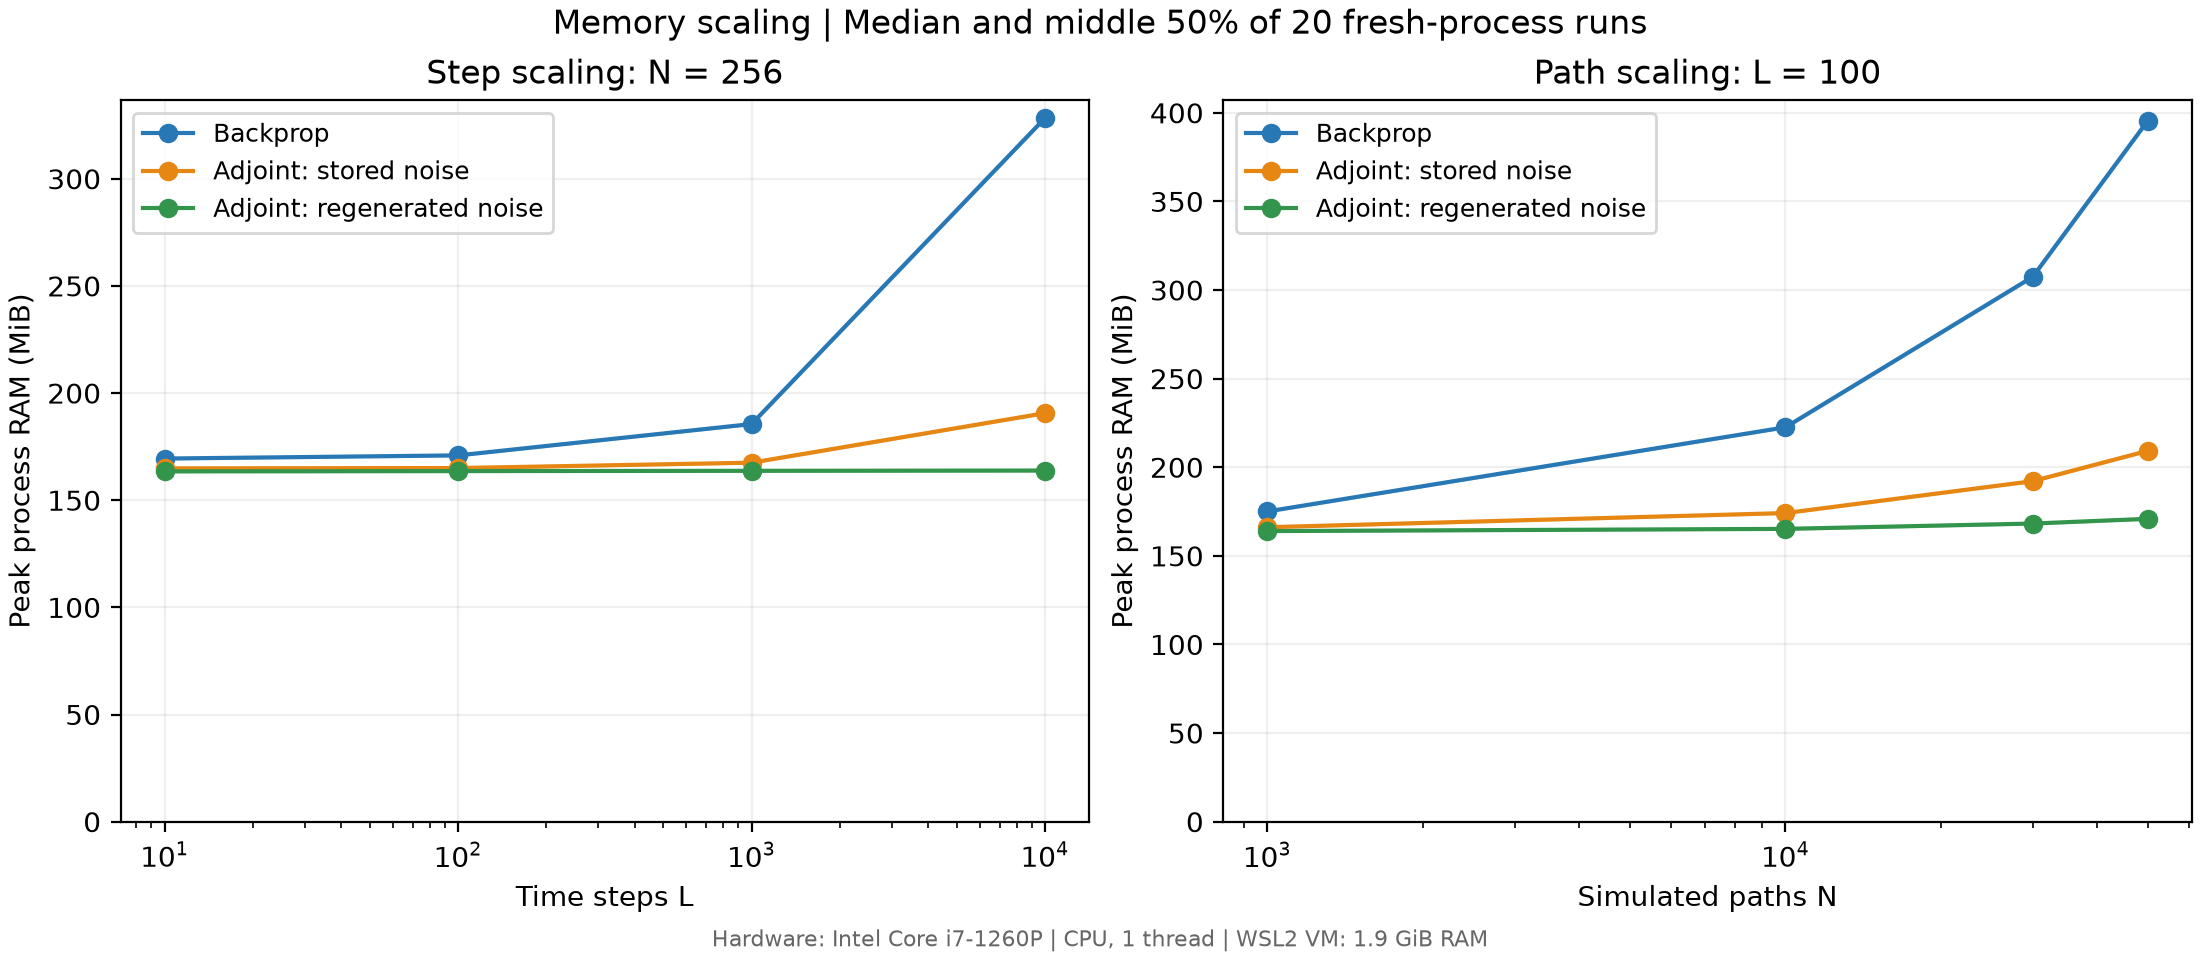 Memory scaling | Median and middle 50% of 20 fresh-process runs
Step scaling: N = 256
Backprop
Adjoint: stored noise
Adjoint: regenerated noise
Peak process RAM (MiB)
300
250
200
150
100
50
0
10¹ 10² 10³ 10⁴
Time steps L
Path scaling: L = 100
Backprop
Adjoint: stored noise
Adjoint: regenerated noise
Peak process RAM (MiB)
400
350
300
250
200
150
100
50
0
10³ 10⁴
Simulated paths N
Hardware: Intel Core i7-1260P | CPU, 1 thread | WSL2 VM: 1.9 GiB RAM